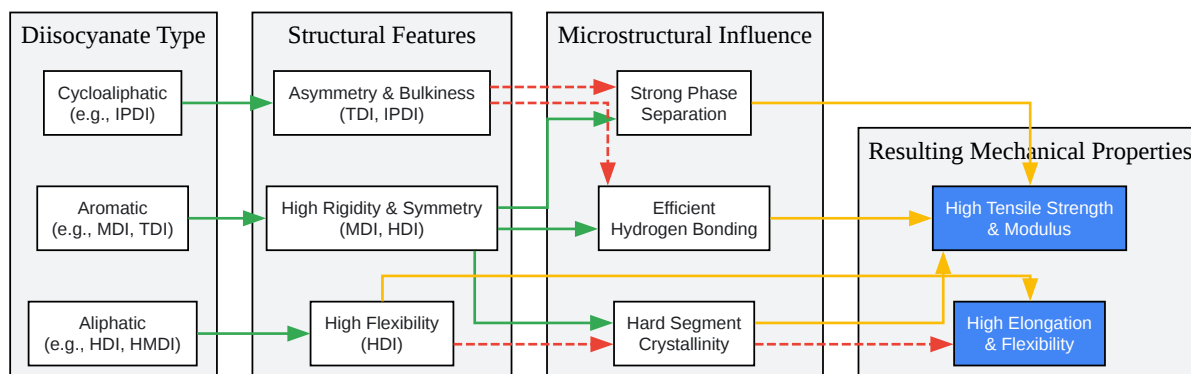 Diisocyanate Type
Cycloaliphatic
(e.g., IPDI)
Aromatic
(e.g., MDI, TDI)
Aliphatic
(e.g., HDI, HMDI)
Structural Features
Asymmetry & Bulkiness
(TDI, IPDI)
High Rigidity & Symmetry
(MDI, HDI)
High Flexibility
(HDI)
Microstructural Influence
Strong Phase
Separation
Efficient
Hydrogen Bonding
Hard Segment
Crystallinity
Resulting Mechanical Properties
High Tensile Strength
& Modulus
High Elongation
& Flexibility